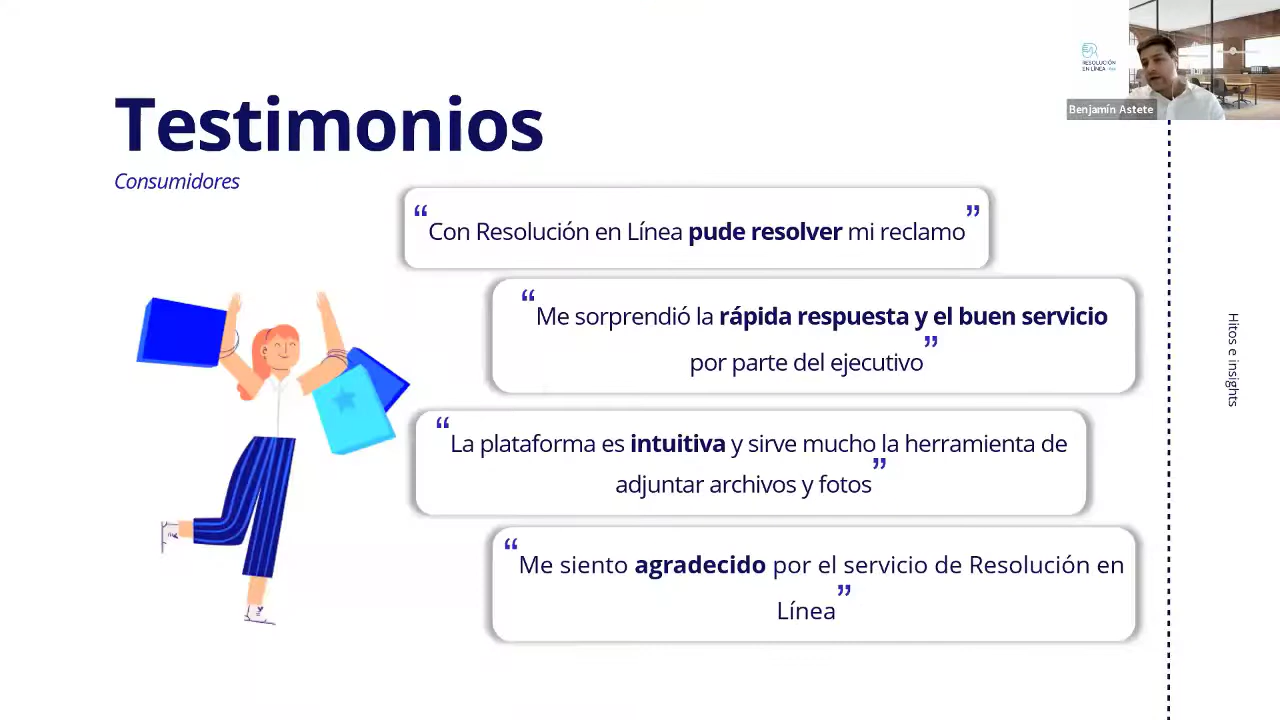 RESOLUCIÓN
EN LÍNEA
Benjamín Astete
Testimonios
Consumidores
“Con Resolución en Línea pude resolver mi reclamo”
“Me sorprendió la rápida respuesta y el buen servicio
por parte del ejecutivo”
“La plataforma es intuitiva y sirve mucho la herramienta de
adjuntar archivos y fotos”
“Me siento agradecido por el servicio de Resolución en
Línea”
Hitos e insights